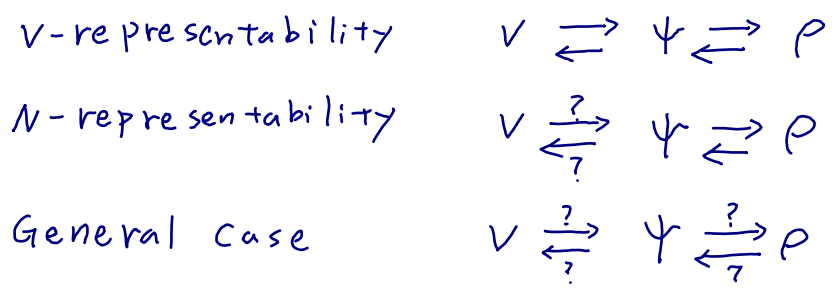 V-representability V ⇄ Ψ ⇄ ρ
N-representability V ?⇄? Ψ ⇄ ρ
General case V ?⇄? Ψ ?⇄? ρ